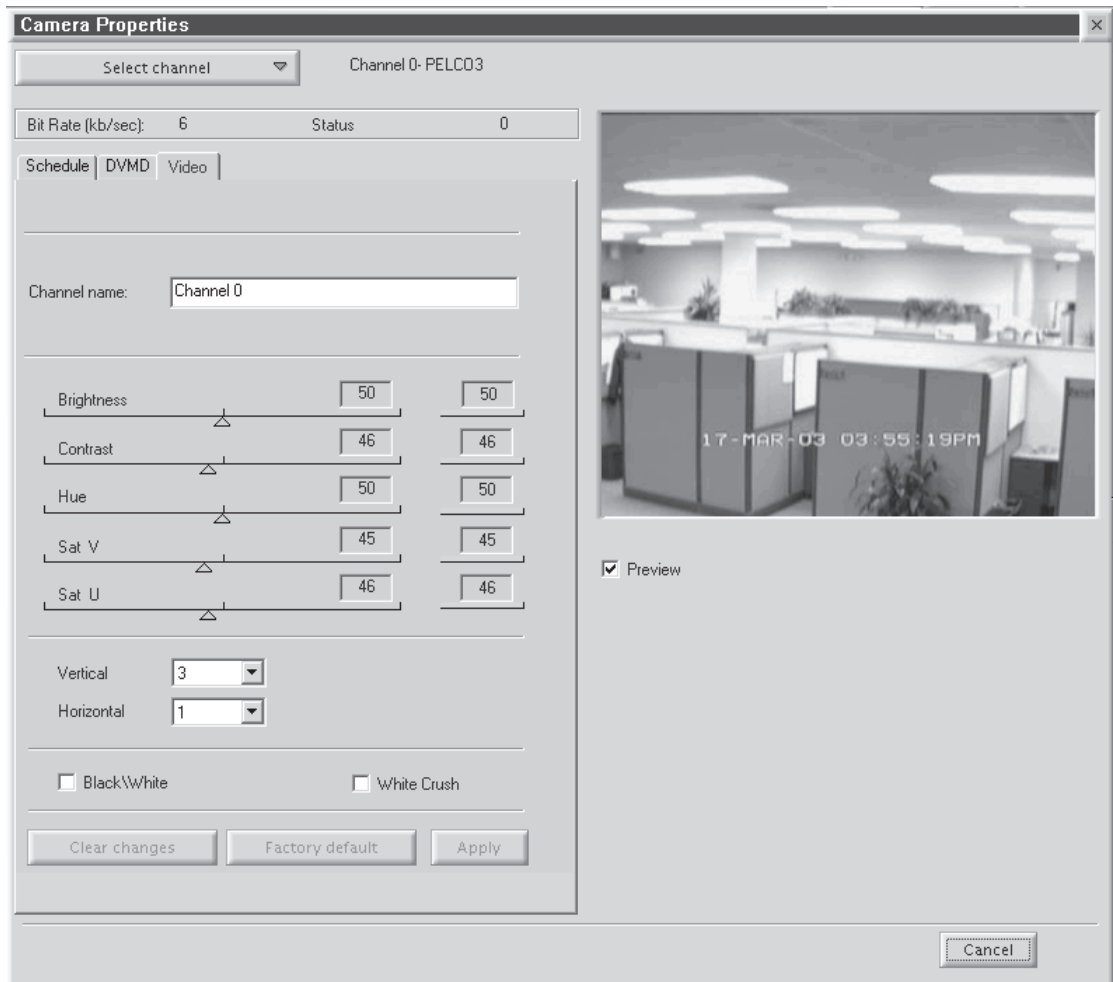 Camera Properties
Select channel
Channel 0- PELCO3
Bit Rate (kb/sec): 6 Status 0
Schedule DVMD Video
Channel name: Channel 0
Brightness 50 50
Contrast 46 46
Hue 50 50
Sat V 45 45
Sat U 46 46
17-MAR-03 03:55:19PM
Preview
Vertical 3
Horizontal 1
Black\White White Crush
Clear changes Factory default Apply
Cancel